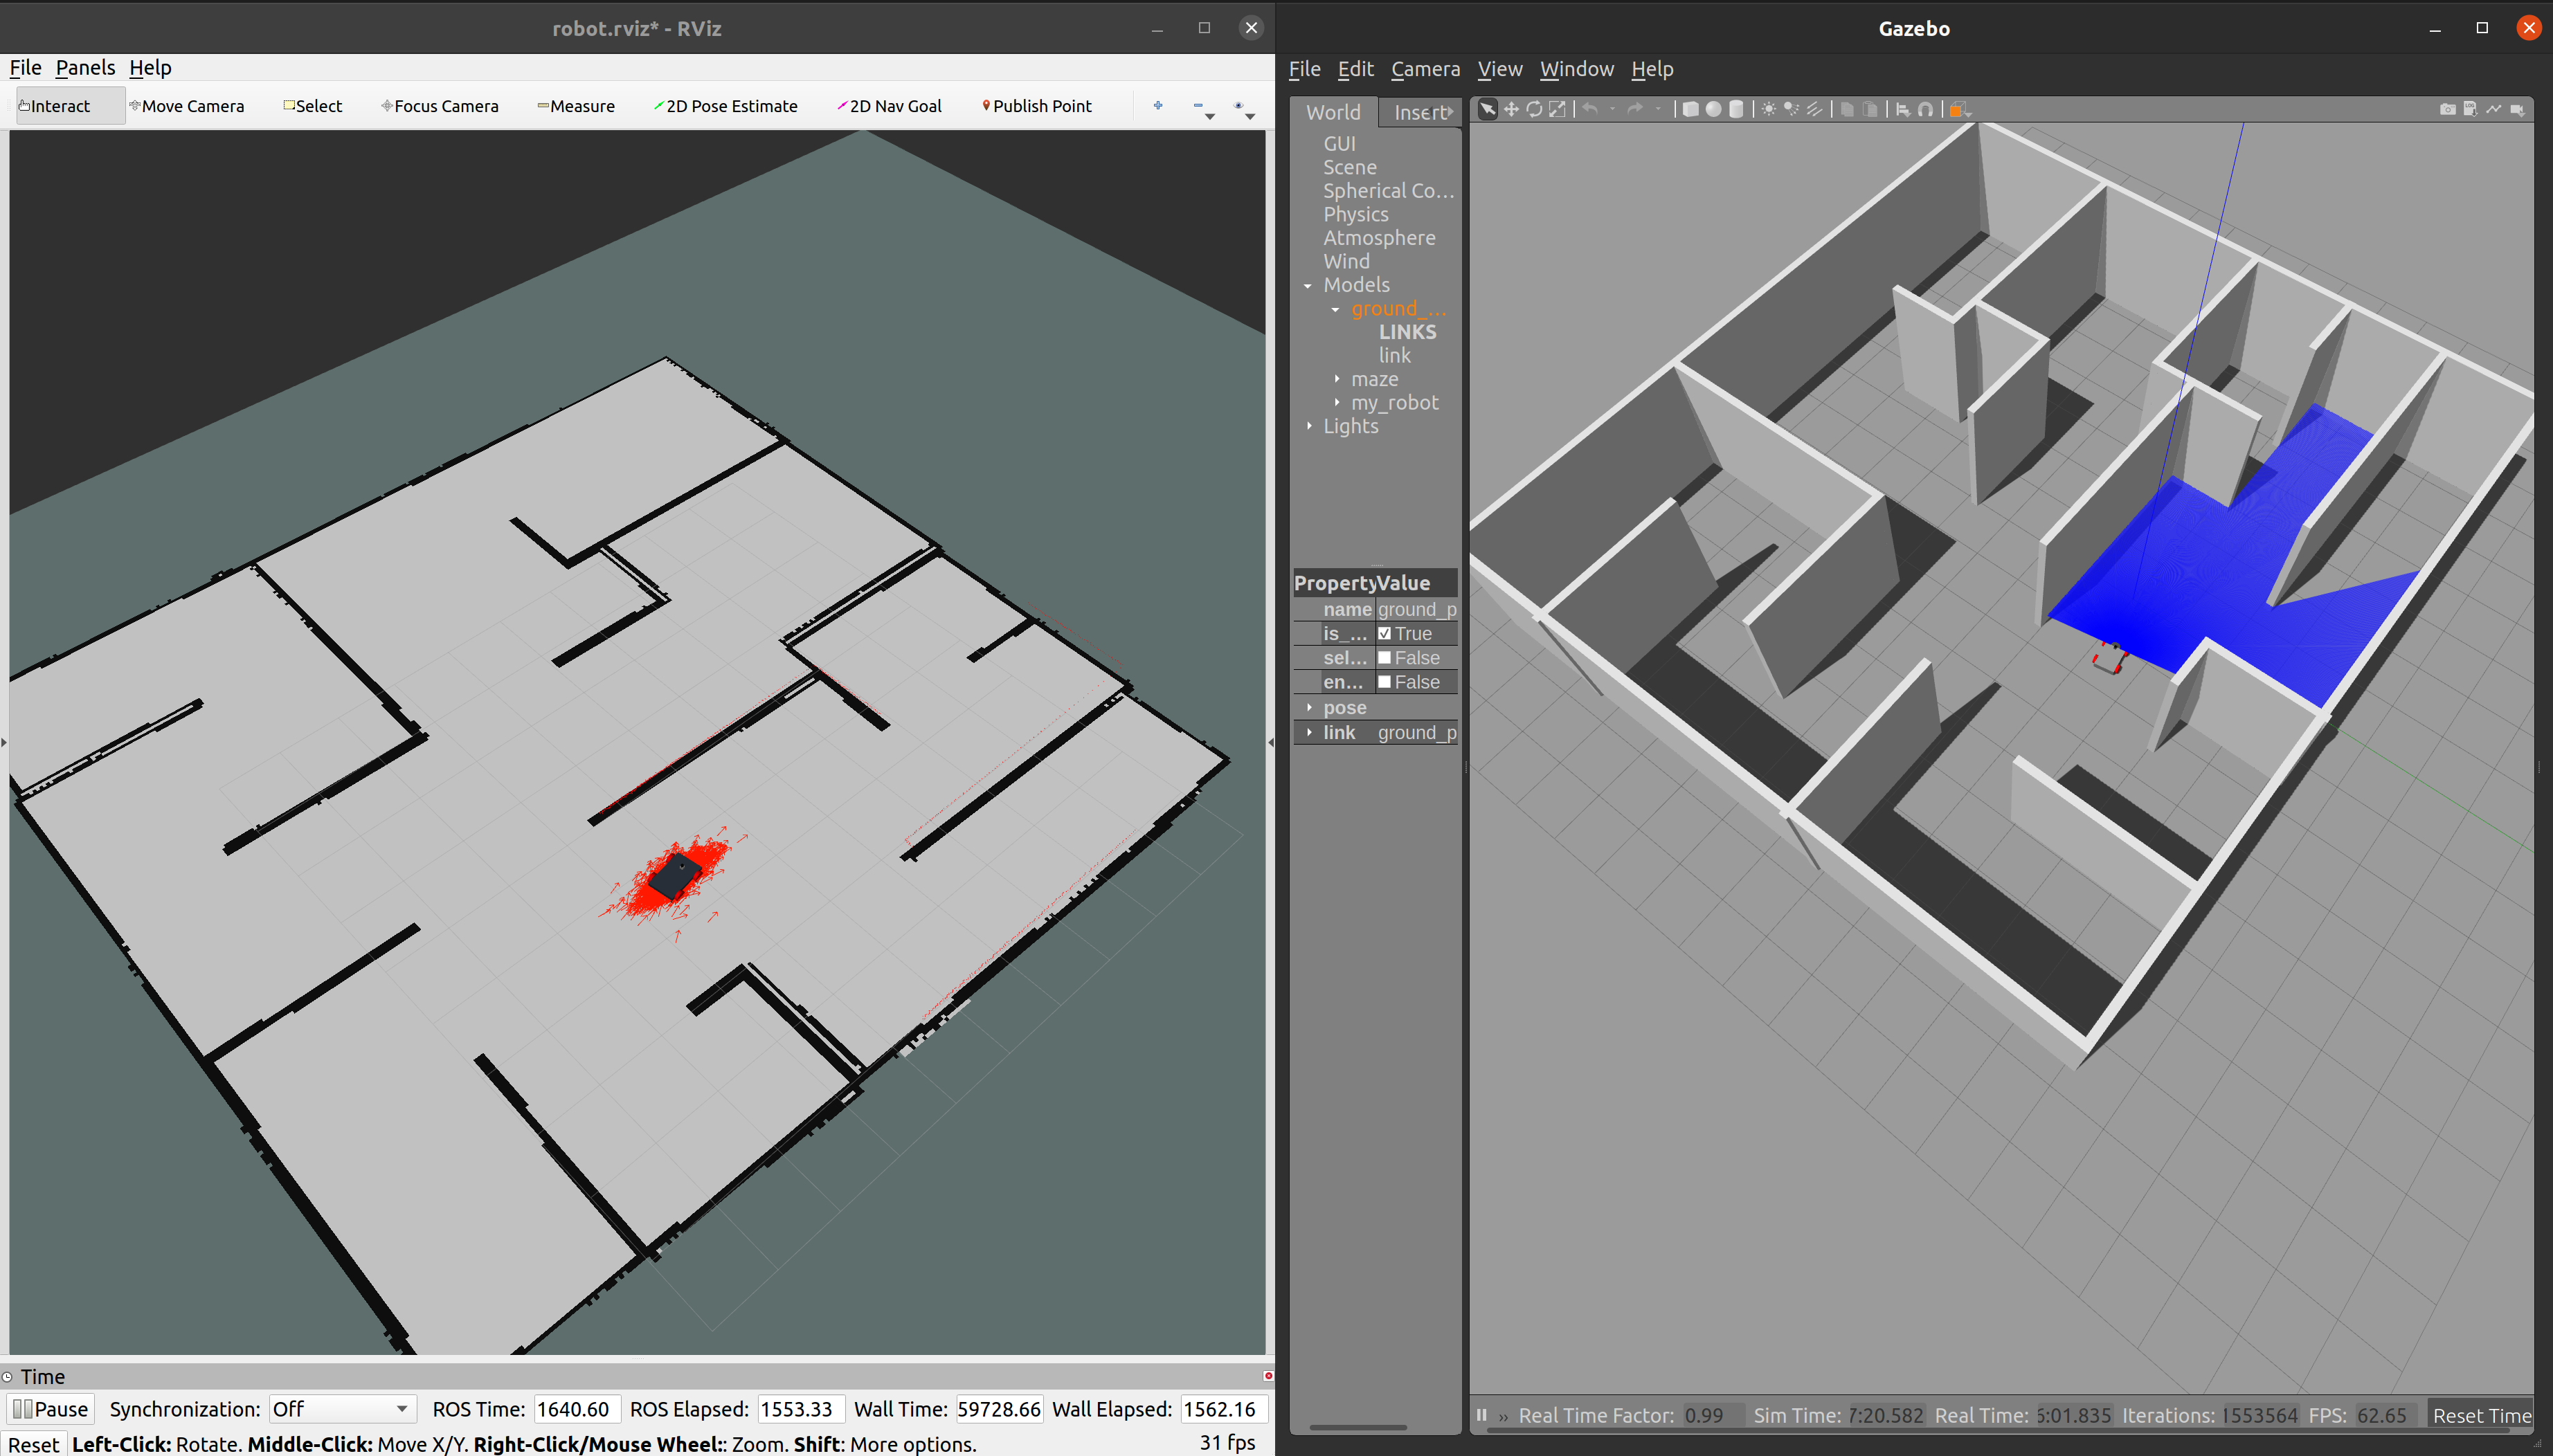 robot.rviz* - RViz
File Panels Help
Interact Move Camera Select Focus Camera Measure 2D Pose Estimate 2D Nav Goal Publish Point
Time
Pause Synchronization: Off ROS Time: 1640.60 ROS Elapsed: 1553.33 Wall Time: 59728.66 Wall Elapsed: 1562.16
Reset Left-Click: Rotate. Middle-Click: Move X/Y. Right-Click/Mouse Wheel:: Zoom. Shift: More options. 31 fps
Gazebo
File Edit Camera View Window Help
World Insert
GUI
Scene
Spherical Co...
Physics
Atmosphere
Wind
Models
ground_...
LINKS
link
maze
my_robot
Lights
Property Value
name ground_p
is_... True
sel... False
en... False
pose
link ground_p
Real Time Factor: 0.99 Sim Time: 7:20.582 Real Time: 5:01.835 Iterations: 1553564 FPS: 62.65 Reset Time